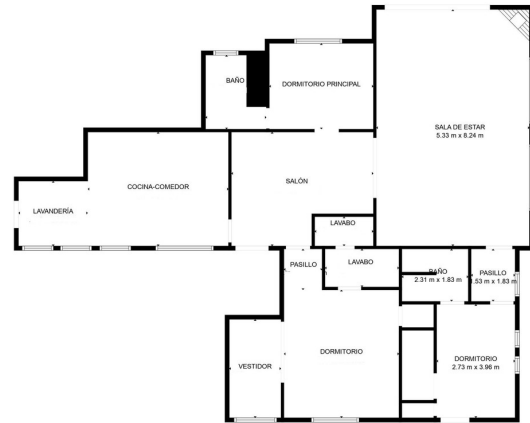 BAÑO
DORMITORIO PRINCIPAL
SALA DE ESTAR
5.33 m x 8.24 m
COCINA-COMEDOR
SALÓN
LAVANDERÍA
LAVABO
PASILLO
LAVABO
BAÑO
2.31 m x 1.83 m
PASILLO
1.53 m x 1.83 m
DORMITORIO
VESTIDOR
DORMITORIO
2.73 m x 3.96 m